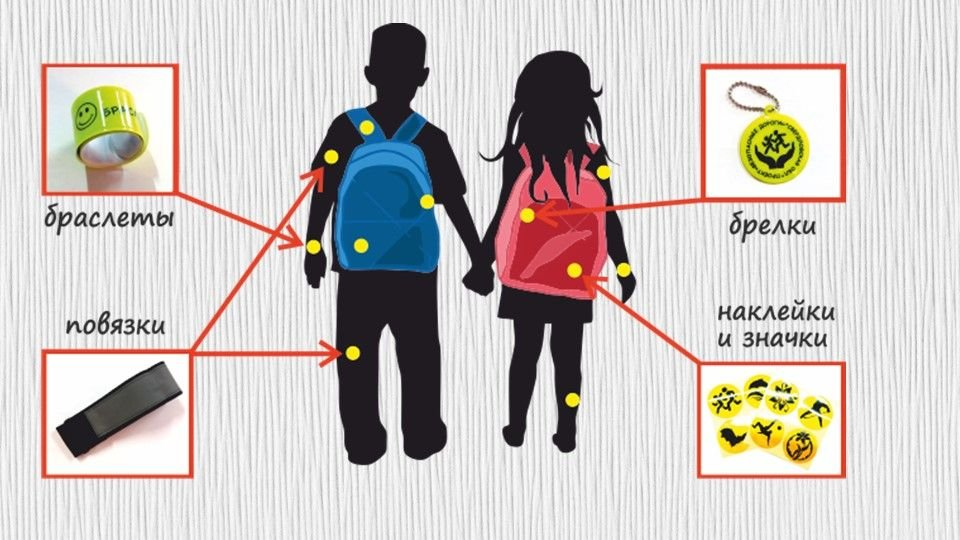 браслеты
брелки
повязки
наклейки
и значки